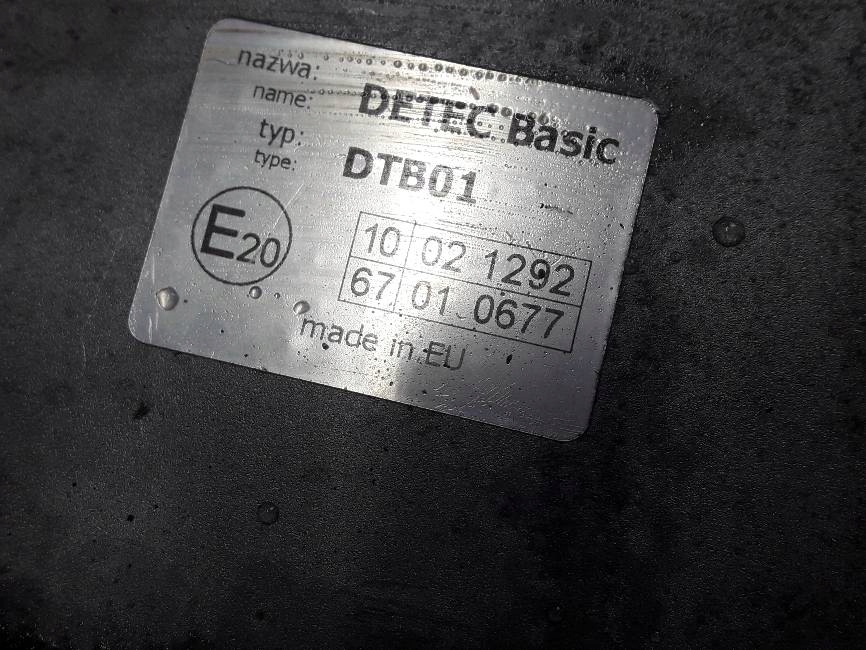 nazwa:
name: DETEC Basic
typ:
type: DTB01
E20
10 02 1292
67 01 0677
made in EU